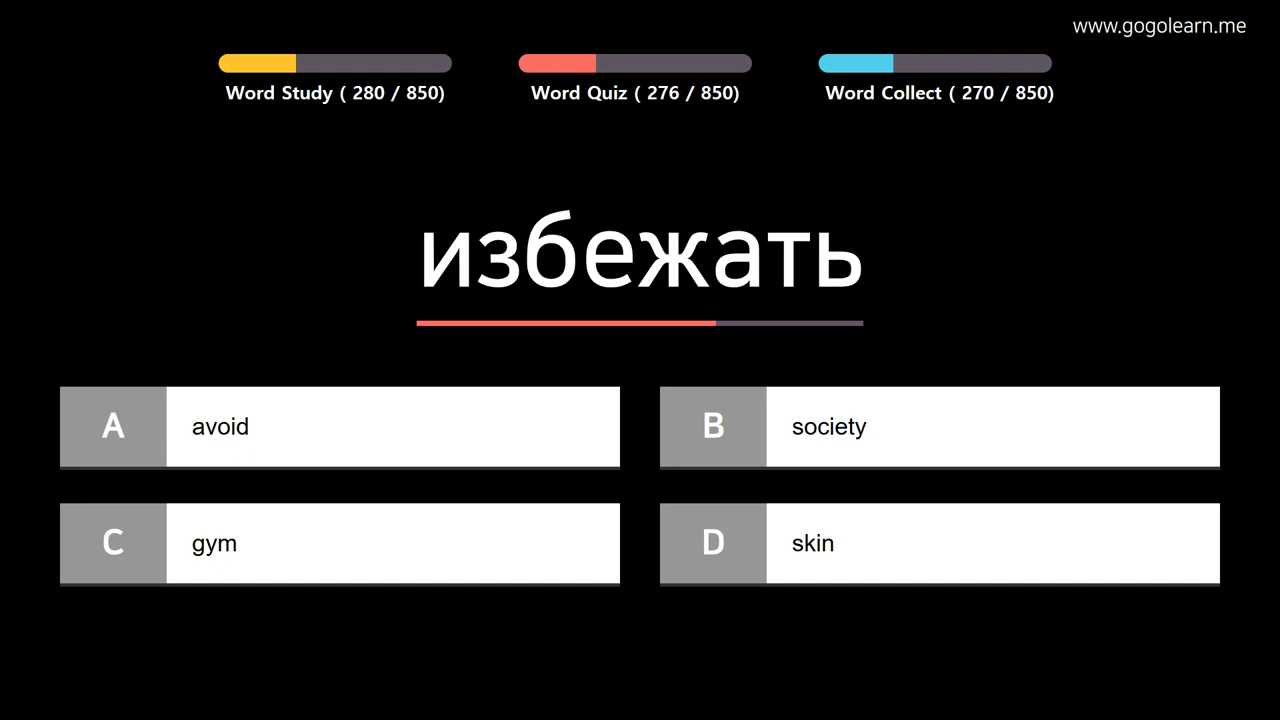 www.gogolearn.me
Word Study ( 280 / 850)
Word Quiz ( 276 / 850)
Word Collect ( 270 / 850)
избежать
A avoid
B society
C gym
D skin